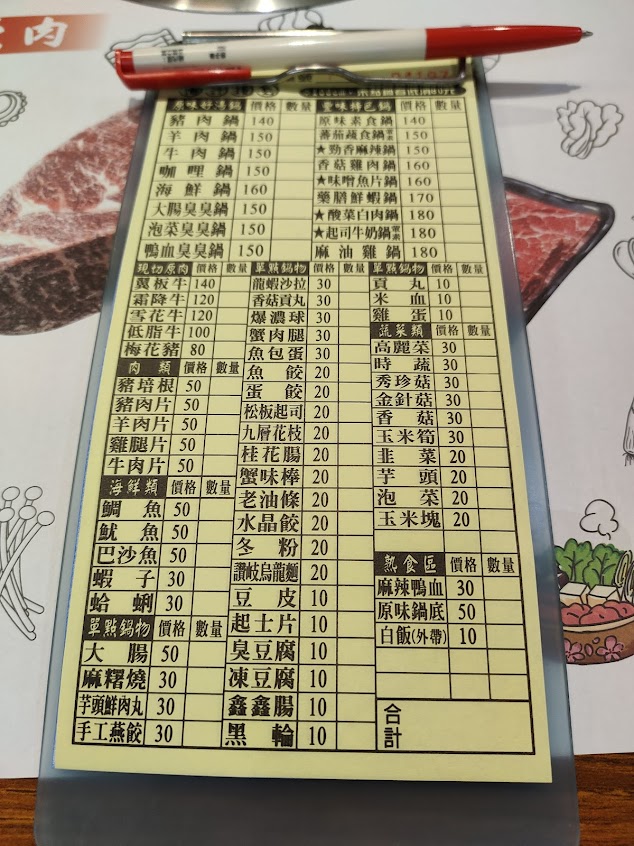 肉
04197
原味好湯鍋 價格 數量
豬肉鍋 140
羊肉鍋 150
牛肉鍋 150
咖哩鍋 150
海鮮鍋 160
大腸臭臭鍋 150
泡菜臭臭鍋 150
鴨血臭臭鍋 150
重味特色鍋 價格 數量
原味素食鍋 140
蕃茄蔬食鍋 150
★勁香麻辣鍋 150
香菇雞肉鍋 160
★味噌魚片鍋 160
藥膳鮮蝦鍋 170
★酸菜白肉鍋 180
★起司牛奶鍋 180
麻油雞鍋 180
現切原肉 價格 數量
翼板牛 140
霜降牛 120
雪花牛 120
低脂牛 100
梅花豬 80
肉類 價格 數量
豬培根 50
豬肉片 50
羊肉片 50
雞腿片 50
牛肉片 50
海鮮類 價格 數量
鯛魚 50
魷魚 50
巴沙魚 50
蝦子 30
蛤蜊 30
單點鍋物 價格 數量
大腸 50
麻糬燒 30
芋頭鮮肉丸 30
手工燕餃 30
單點鍋物 價格 數量
龍蝦沙拉 30
香菇貢丸 30
爆濃球 30
蟹肉腿 30
魚包蛋 30
魚餃 20
蛋餃 20
松板起司 20
九層花枝 20
桂花腸 20
蟹味棒 20
老油條 20
水晶餃 20
冬粉 20
讚岐烏龍麵 20
豆皮 10
起士片 10
臭豆腐 10
凍豆腐 10
鑫鑫腸 10
黑輪 10
單點鍋物 價格 數量
貢丸 10
米血 10
雞蛋 10
蔬菜類 價格 數量
高麗菜 30
時蔬 30
秀珍菇 30
金針菇 30
香菇 30
玉米筍 30
韭菜 20
芋頭 20
泡菜 20
玉米塊 20
熟食區 價格 數量
麻辣鴨血 30
原味鍋底 50
白飯(外帶) 10
合計